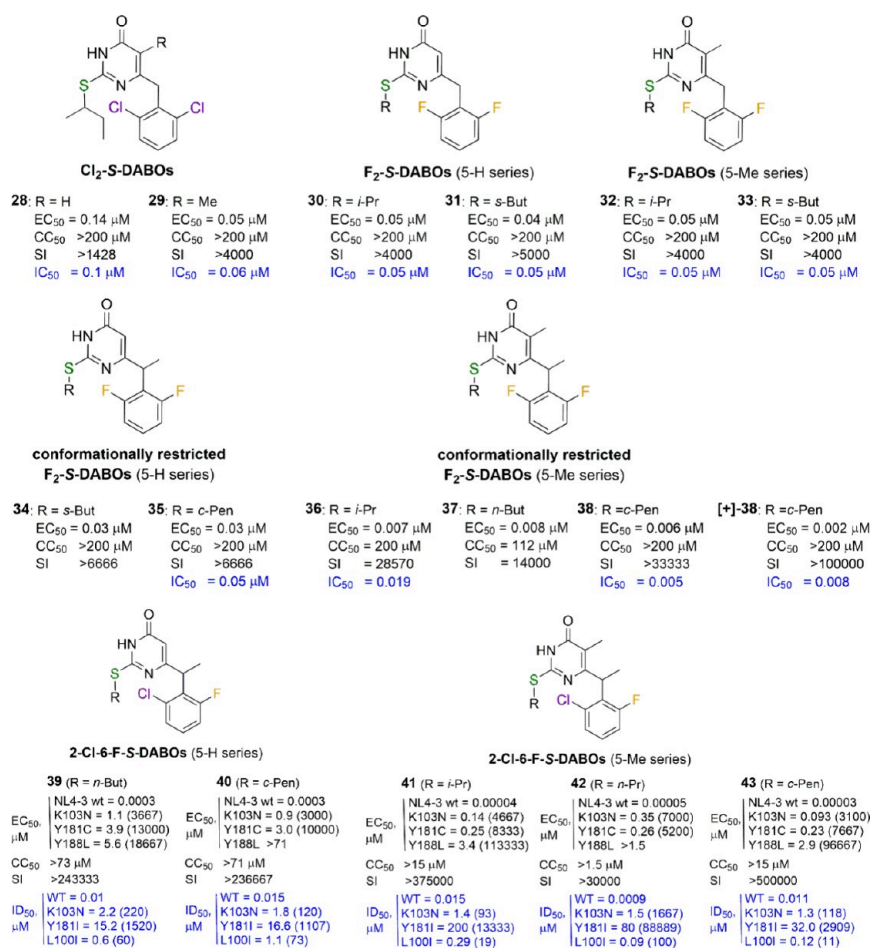 O
R
HN
S
N
Cl
Cl
Cl2-S-DABOs
O
HN
S
N
R
F
F
F2-S-DABOs (5-H series)
O
HN
S
N
R
F
F
F2-S-DABOs (5-Me series)
28: R = H
EC50 = 0.14 µM
CC50 >200 µM
SI >1428
IC50 = 0.1 µM
29: R = Me
EC50 = 0.05 µM
CC50 >200 µM
SI >4000
IC50 = 0.06 µM
30: R = i-Pr
EC50 = 0.05 µM
CC50 >200 µM
SI >4000
IC50 = 0.05 µM
31: R = s-But
EC50 = 0.04 µM
CC50 >200 µM
SI >5000
IC50 = 0.05 µM
32: R = i-Pr
EC50 = 0.05 µM
CC50 >200 µM
SI >4000
IC50 = 0.05 µM
33: R = s-But
EC50 = 0.05 µM
CC50 >200 µM
SI >4000
IC50 = 0.05 µM
O
HN
S
N
R
F
F
conformationally restricted
F2-S-DABOs (5-H series)
O
HN
S
N
R
F
F
conformationally restricted
F2-S-DABOs (5-Me series)
34: R = s-But
EC50 = 0.03 µM
CC50 >200 µM
SI >6666
35: R = c-Pen
EC50 = 0.03 µM
CC50 >200 µM
SI >6666
IC50 = 0.05 µM
36: R = i-Pr
EC50 = 0.007 µM
CC50 = 200 µM
SI = 28570
IC50 = 0.019
37: R = n-But
EC50 = 0.008 µM
CC50 = 112 µM
SI = 14000
38: R =c-Pen
EC50 = 0.006 µM
CC50 >200 µM
SI >33333
IC50 = 0.005
[+]-38: R =c-Pen
EC50 = 0.002 µM
CC50 >200 µM
SI >100000
IC50 = 0.008
O
HN
S
N
R
Cl
F
2-Cl-6-F-S-DABOs (5-H series)
O
HN
S
N
R
Cl
F
2-Cl-6-F-S-DABOs (5-Me series)
39 (R = n-But)
EC50, µM
NL4-3 wt = 0.0003
K103N = 1.1 (3667)
Y181C = 3.9 (13000)
Y188L = 5.6 (18667)
CC50 >73 µM
SI >243333
ID50, µM
WT = 0.01
K103N = 2.2 (220)
Y181I = 15.2 (1520)
L100I = 0.6 (60)
40 (R = c-Pen)
NL4-3 wt = 0.0003
K103N = 0.9 (3000)
Y181C = 3.0 (10000)
Y188L >71
CC50 >71 µM
SI >236667
ID50, µM
WT = 0.015
K103N = 1.8 (120)
Y181I = 16.6 (1107)
L100I = 1.1 (73)
41 (R = i-Pr)
EC50, µM
NL4-3 wt = 0.00004
K103N = 0.14 (4667)
Y181C = 0.25 (8333)
Y188L = 3.4 (113333)
CC50 >15 µM
SI >375000
ID50, µM
WT = 0.015
K103N = 1.4 (93)
Y181I = 200 (13333)
L100I = 0.29 (19)
42 (R = n-Pr)
EC50, µM
NL4-3 wt = 0.00005
K103N = 0.35 (7000)
Y181C = 0.26 (5200)
Y188L >1.5
CC50 >1.5 µM
SI >30000
ID50, µM
WT = 0.0009
K103N = 1.5 (1667)
Y181I = 80 (88889)
L100I = 0.09 (100)
43 (R = c-Pen)
EC50, µM
NL4-3 wt = 0.00003
K103N = 0.093 (3100)
Y181C = 0.23 (7667)
Y188L = 2.9 (96667)
CC50 >15 µM
SI >500000
ID50, µM
WT = 0.011
K103N = 1.3 (118)
Y181I = 32.0 (2909)
L100I = 0.12 (11)